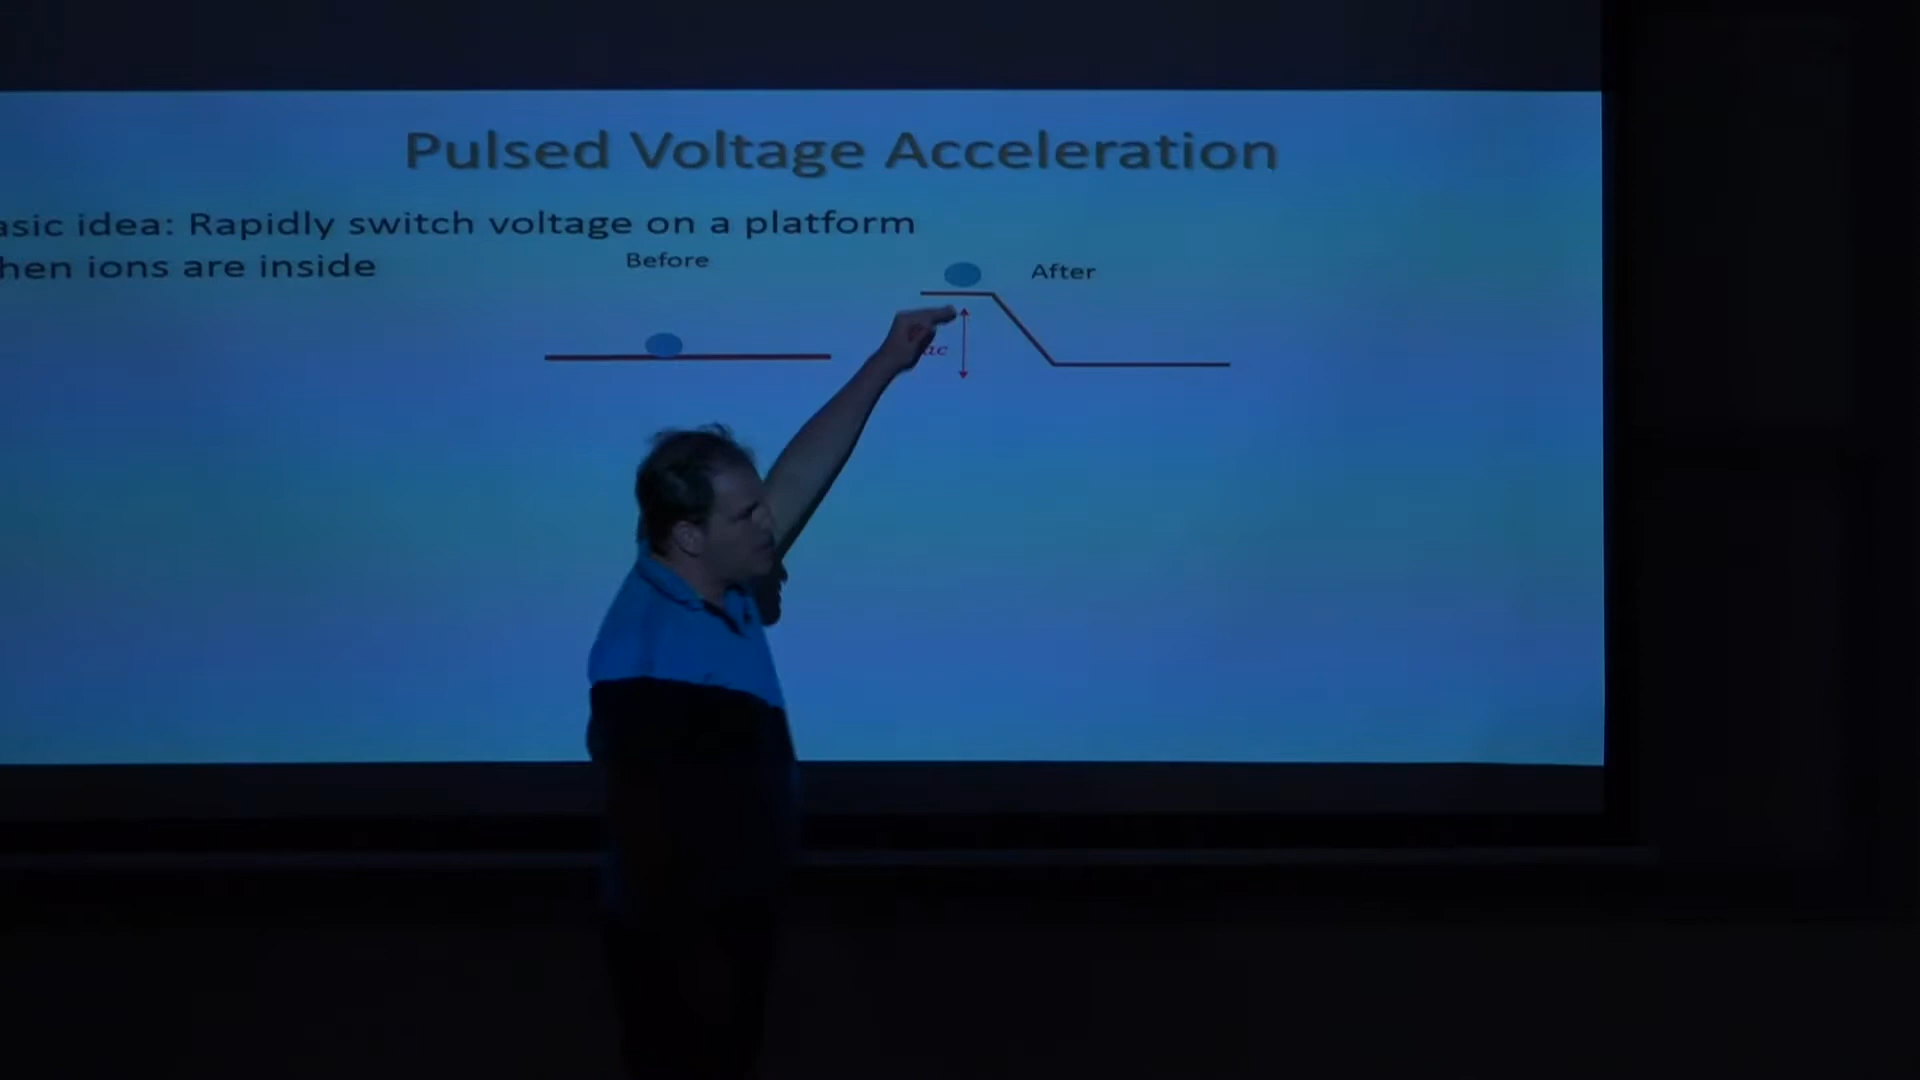 Pulsed Voltage Acceleration
asic idea: Rapidly switch voltage on a platform
hen ions are inside
Before
After